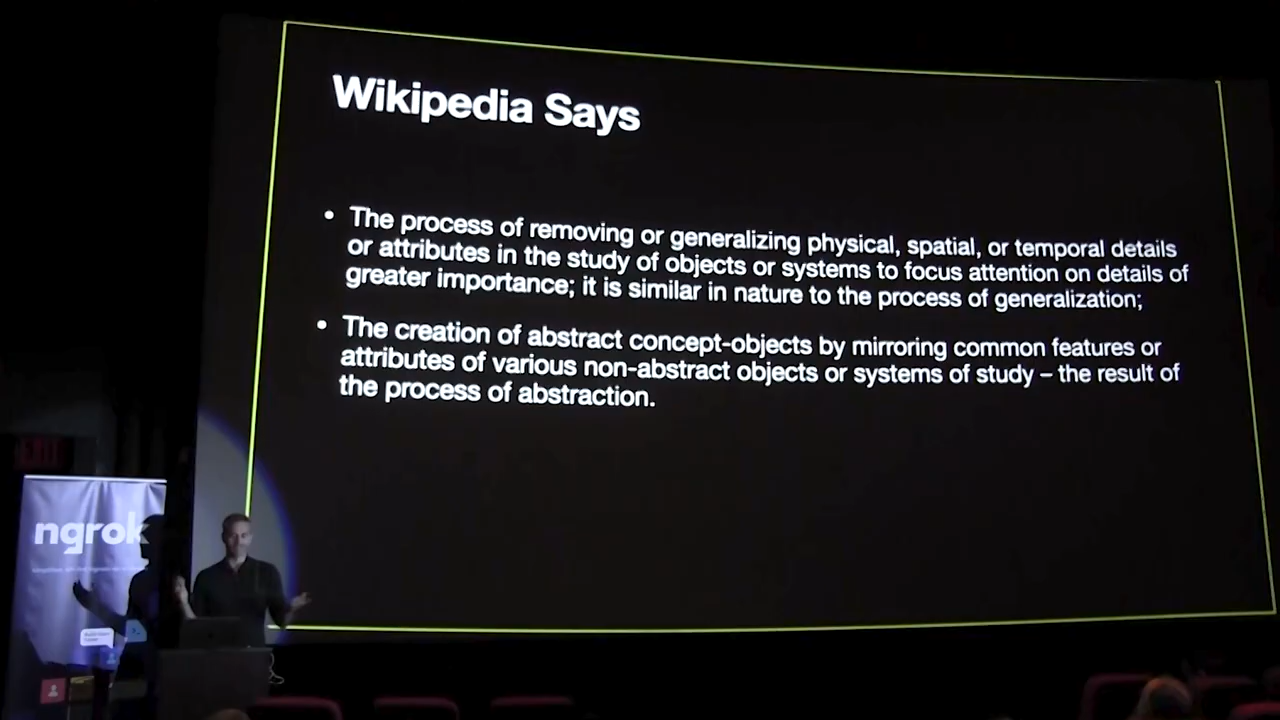 Wikipedia Says
• The process of removing or generalizing physical, spatial, or temporal details
or attributes in the study of objects or systems to focus attention on details of
greater importance; it is similar in nature to the process of generalization;
• The creation of abstract concept-objects by mirroring common features or
attributes of various non-abstract objects or systems of study – the result of
the process of abstraction.
EXIT
ngrok